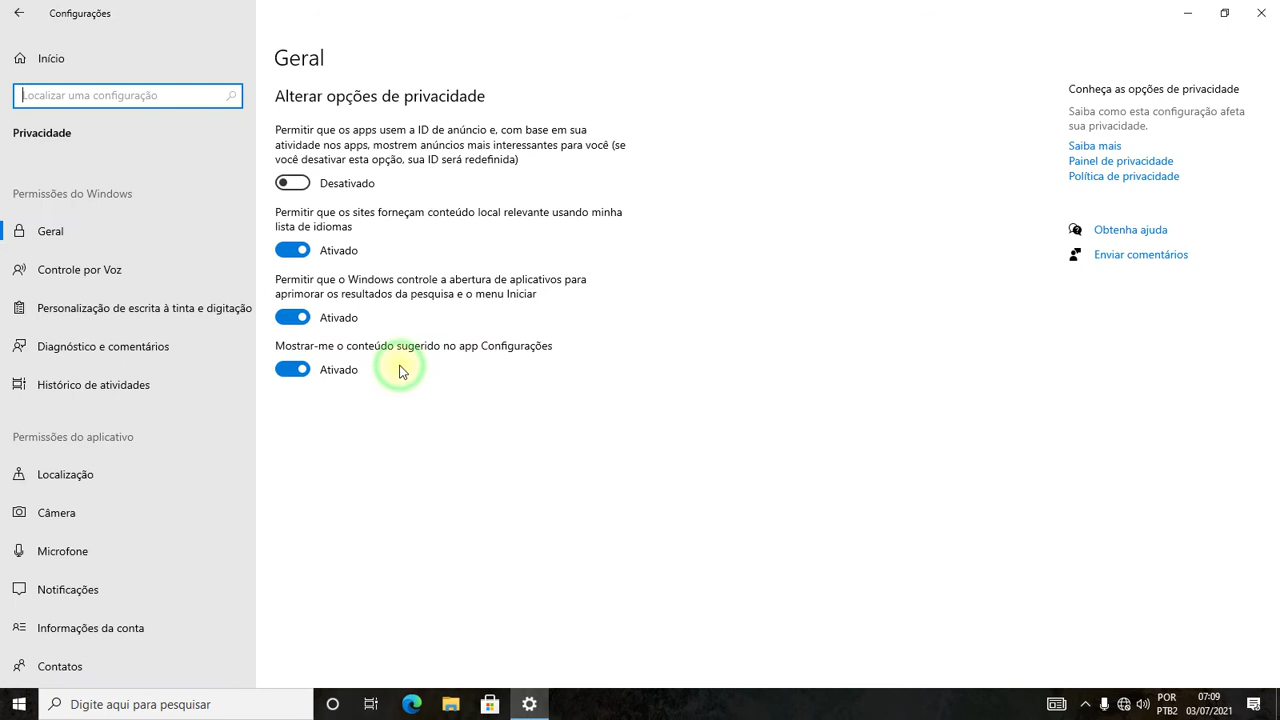 Configurações
Início
Localizar uma configuração
Privacidade
Permissões do Windows
Geral
Controle por Voz
Personalização de escrita à tinta e digitação
Diagnóstico e comentários
Histórico de atividades
Permissões do aplicativo
Localização
Câmera
Microfone
Notificações
Informações da conta
Contatos
Geral
Alterar opções de privacidade
Permitir que os apps usem a ID de anúncio e, com base em sua
atividade nos apps, mostrem anúncios mais interessantes para você (se
você desativar esta opção, sua ID será redefinida)
Desativado
Permitir que os sites forneçam conteúdo local relevante usando minha
lista de idiomas
Ativado
Permitir que o Windows controle a abertura de aplicativos para
aprimorar os resultados da pesquisa e o menu Iniciar
Ativado
Mostrar-me o conteúdo sugerido no app Configurações
Ativado
Conheça as opções de privacidade
Saiba como esta configuração afeta
sua privacidade.
Saiba mais
Painel de privacidade
Política de privacidade
Obtenha ajuda
Enviar comentários
Digite aqui para pesquisar
POR
PTB2
07:09
03/07/2021